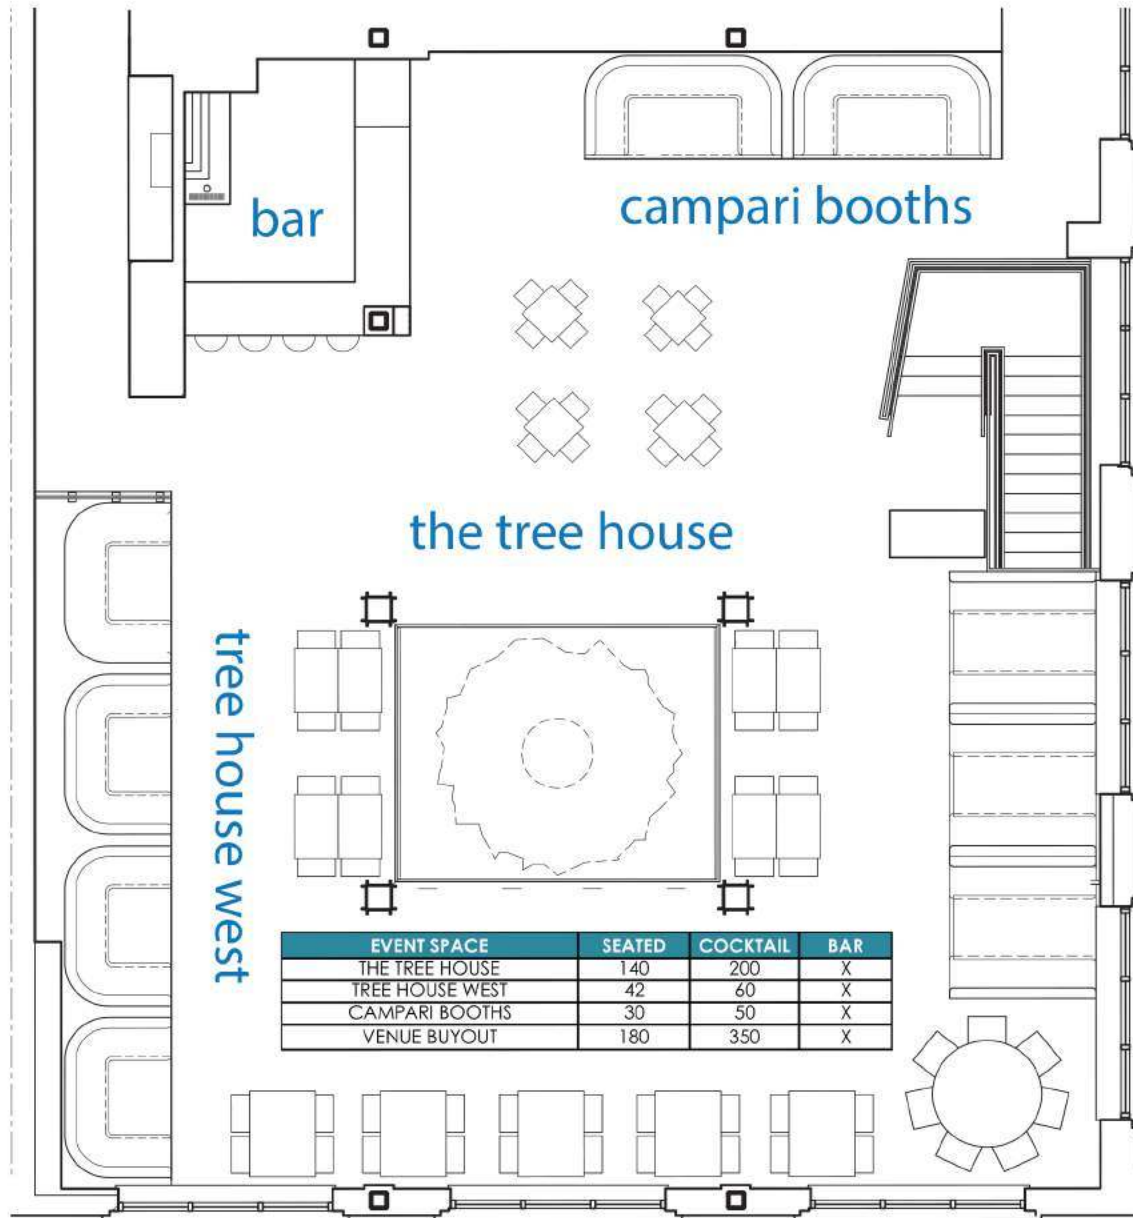 bar
campari booths
the tree house
tree house west
EVENT SPACE SEATED COCKTAIL BAR
THE TREE HOUSE 140 200 X
TREE HOUSE WEST 42 60 X
CAMPARI BOOTHS 30 50 X
VENUE BUYOUT 180 350 X